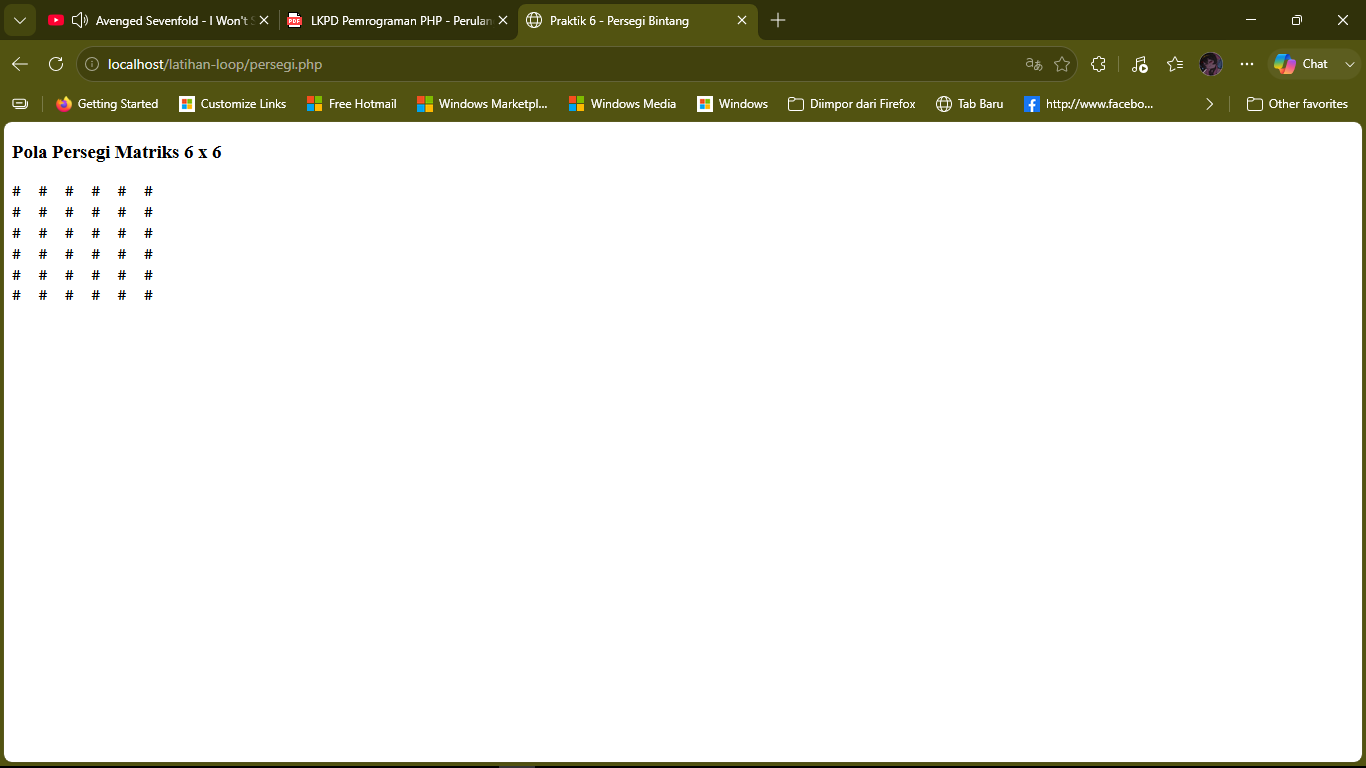 Avenged Sevenfold - I Won't S
LKPD Pemrograman PHP - Perulan
Praktik 6 - Persegi Bintang
localhost/latihan-loop/persegi.php
Chat
Getting Started
Customize Links
Free Hotmail
Windows Marketpl...
Windows Media
Windows
Diimpor dari Firefox
Tab Baru
http://www.facebo...
Other favorites
Pola Persegi Matriks 6 x 6
# # # # # #
# # # # # #
# # # # # #
# # # # # #
# # # # # #
# # # # # #